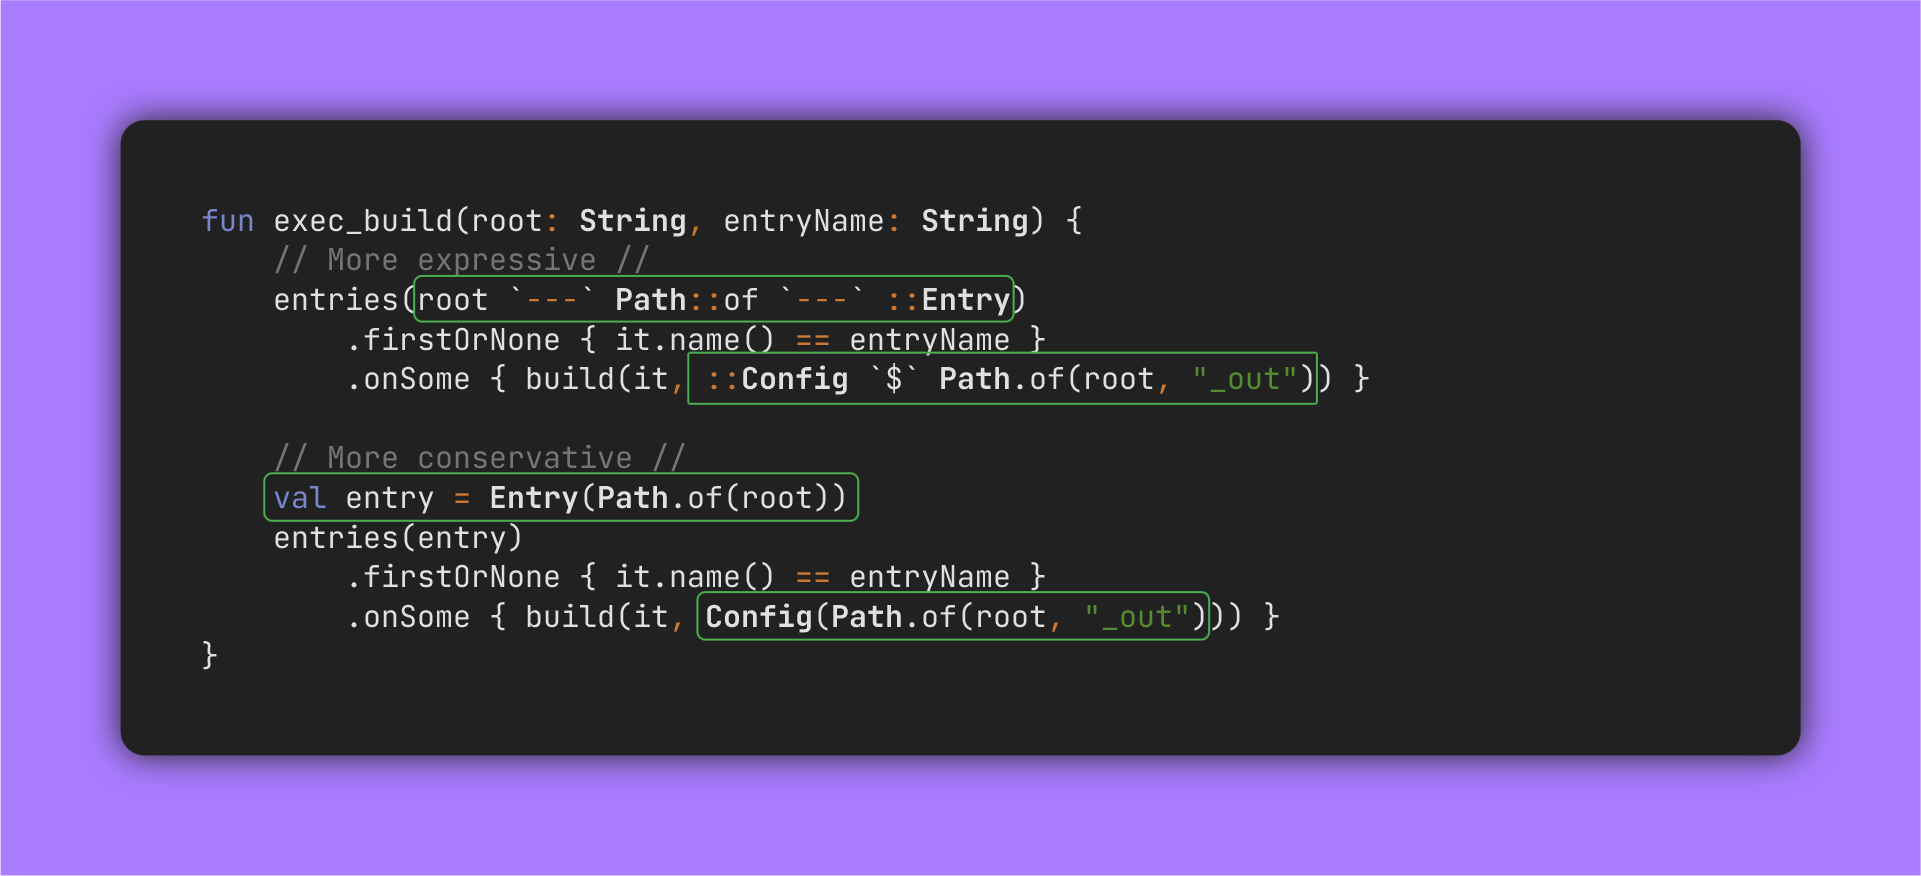 fun exec_build(root: String, entryName: String) {
    // More expressive //
    entries(root `---` Path::of `---` ::Entry)
        .firstOrNone { it.name() == entryName }
        .onSome { build(it, ::Config `$` Path.of(root, "_out")) }

    // More conservative //
    val entry = Entry(Path.of(root))
    entries(entry)
        .firstOrNone { it.name() == entryName }
        .onSome { build(it, Config(Path.of(root, "_out"))) }
}